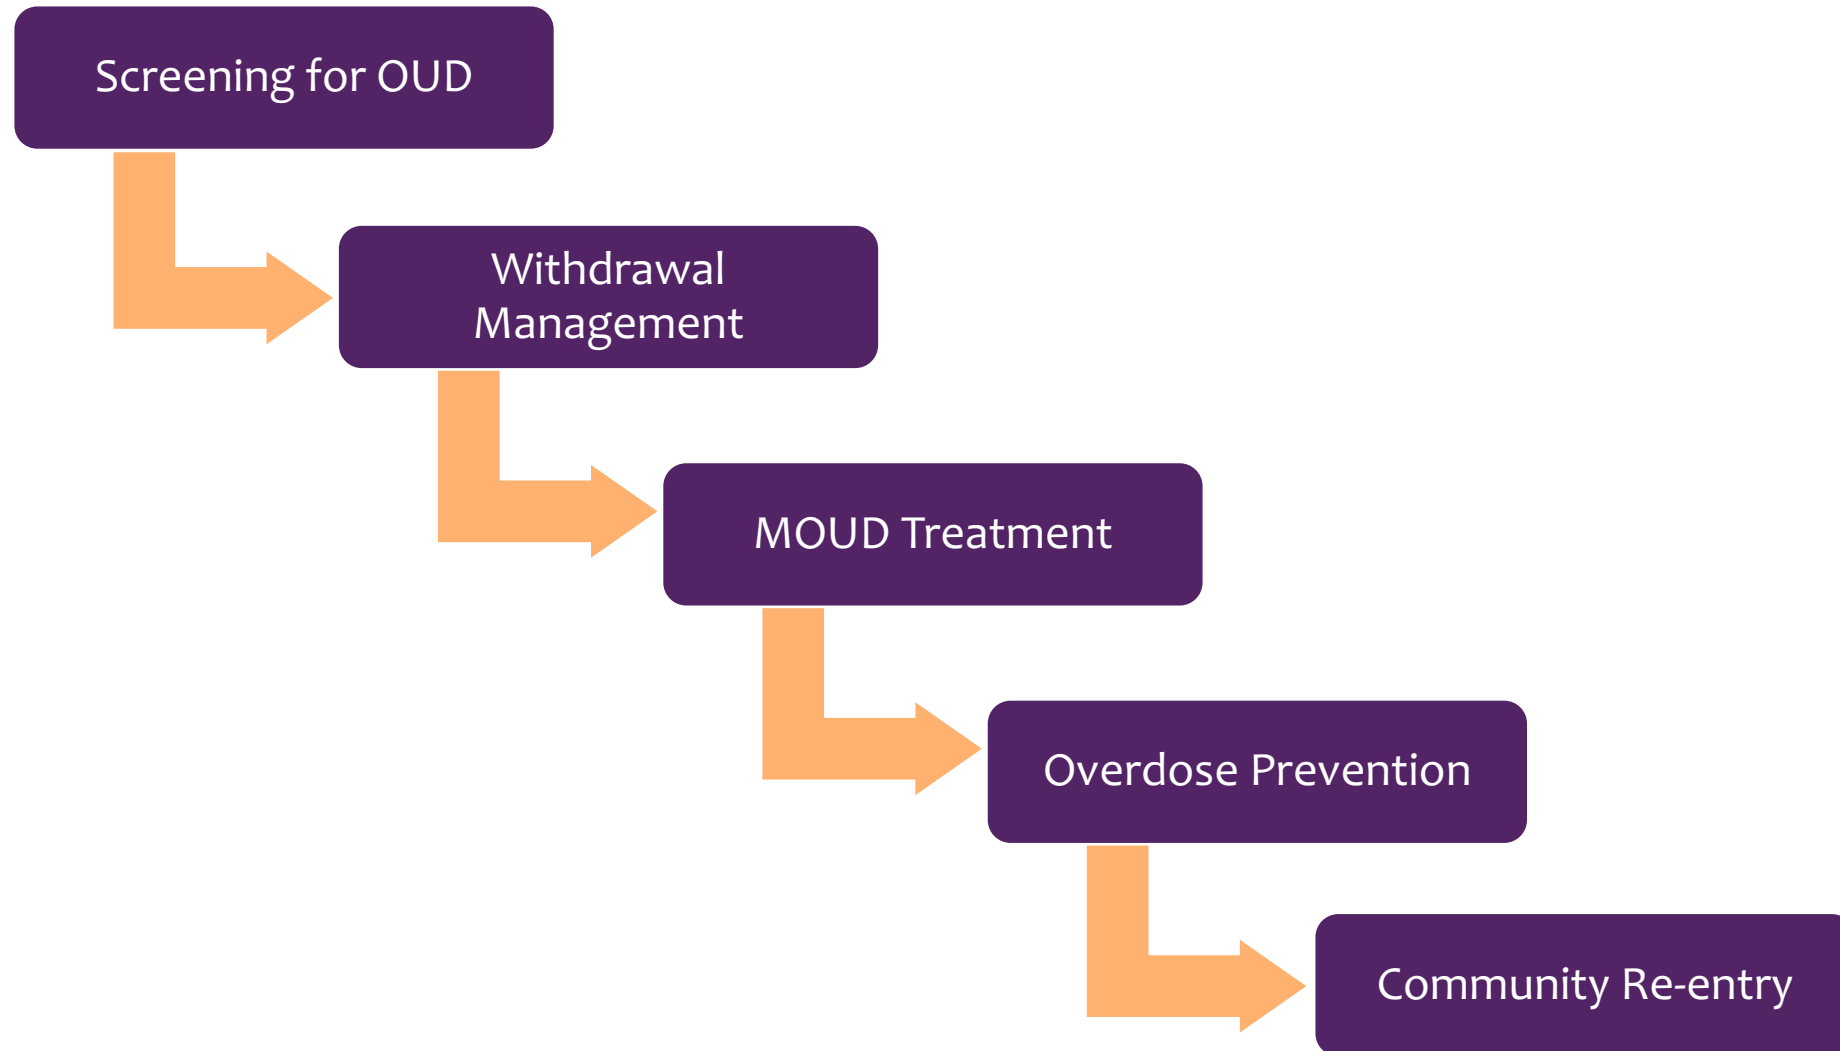 Screening for OUD
Withdrawal
Management
MOUD Treatment
Overdose Prevention
Community Re-entry